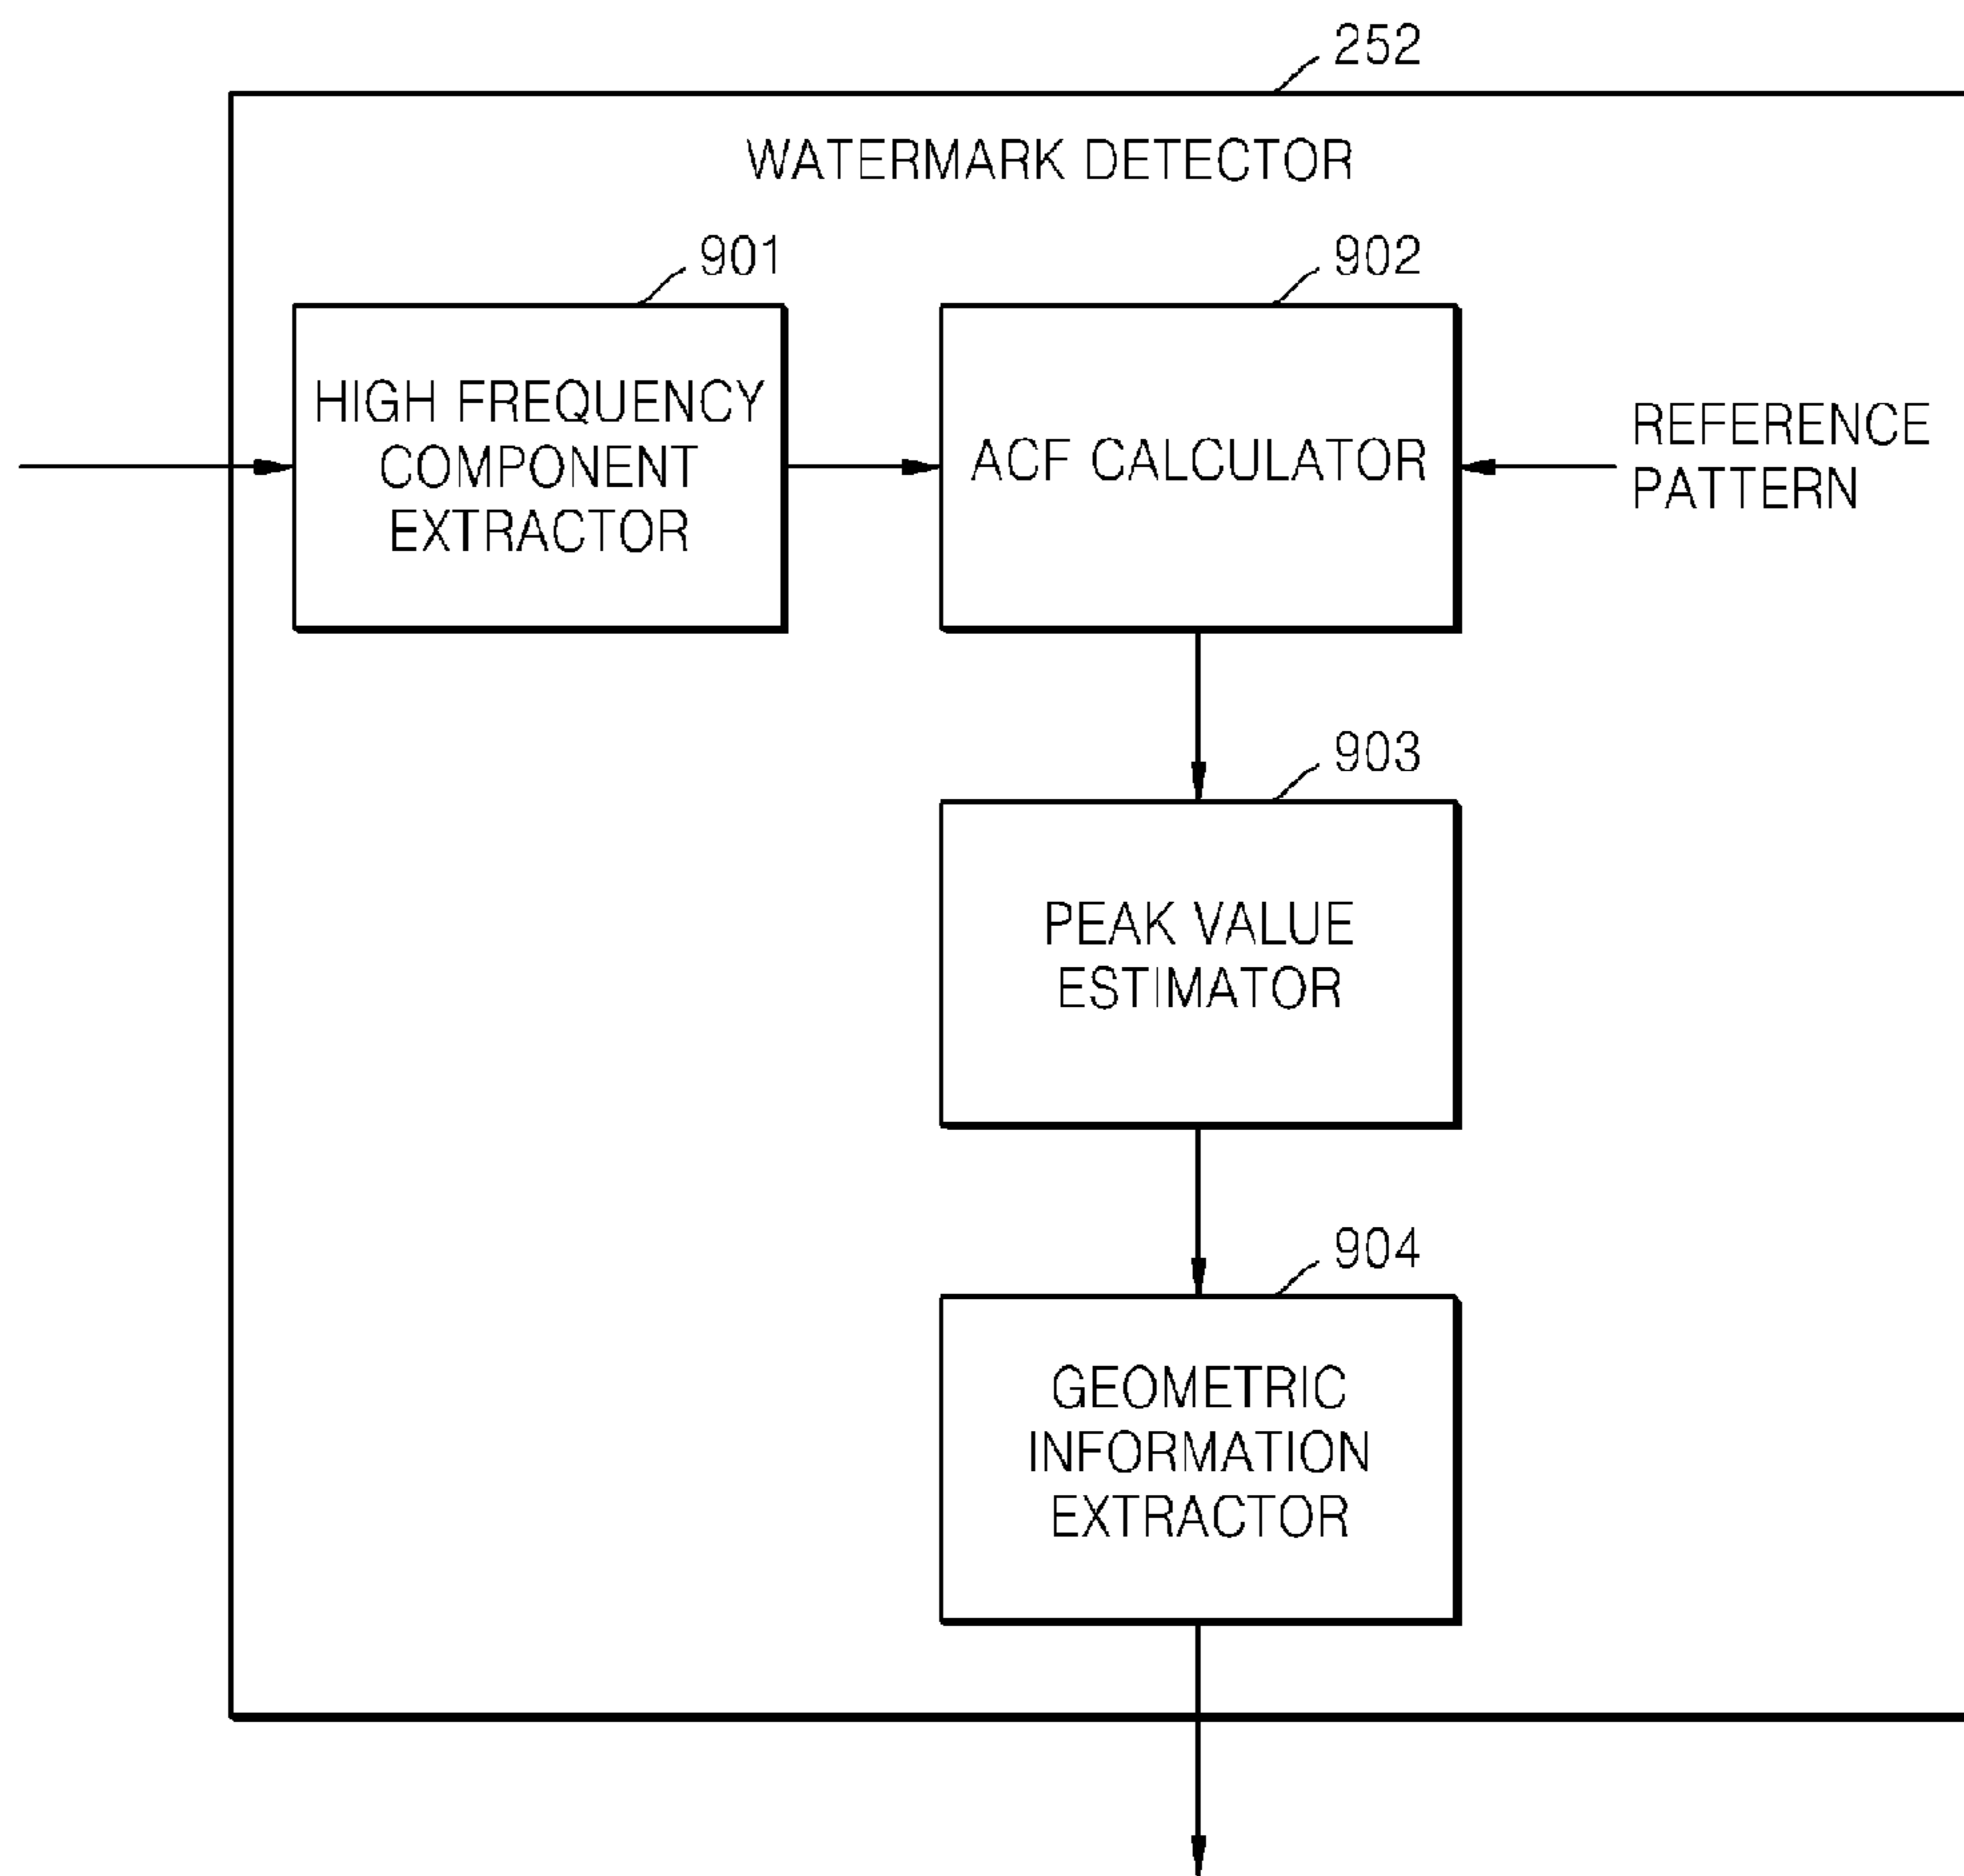 252
WATERMARK DETECTOR
901
902
HIGH FREQUENCY
COMPONENT
EXTRACTOR
ACF CALCULATOR
REFERENCE
PATTERN
903
PEAK VALUE
ESTIMATOR
904
GEOMETRIC
INFORMATION
EXTRACTOR